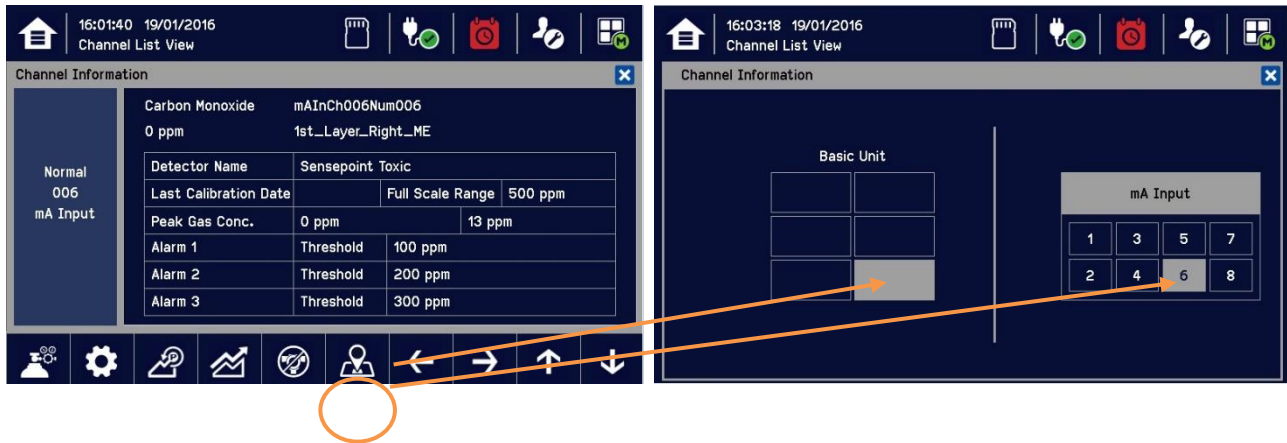 16:01:40 19/01/2016
Channel List View
M
Channel Information
Carbon Monoxide mAInCh006Num006
0 ppm 1st_Layer_Right_ME
Normal
006
mA Input
Detector Name Sensepoint Toxic
Last Calibration Date Full Scale Range 500 ppm
Peak Gas Conc. 0 ppm 13 ppm
Alarm 1 Threshold 100 ppm
Alarm 2 Threshold 200 ppm
Alarm 3 Threshold 300 ppm
P
16:03:18 19/01/2016
Channel List View
M
Channel Information
Basic Unit
mA Input
1 3 5 7
2 4 6 8